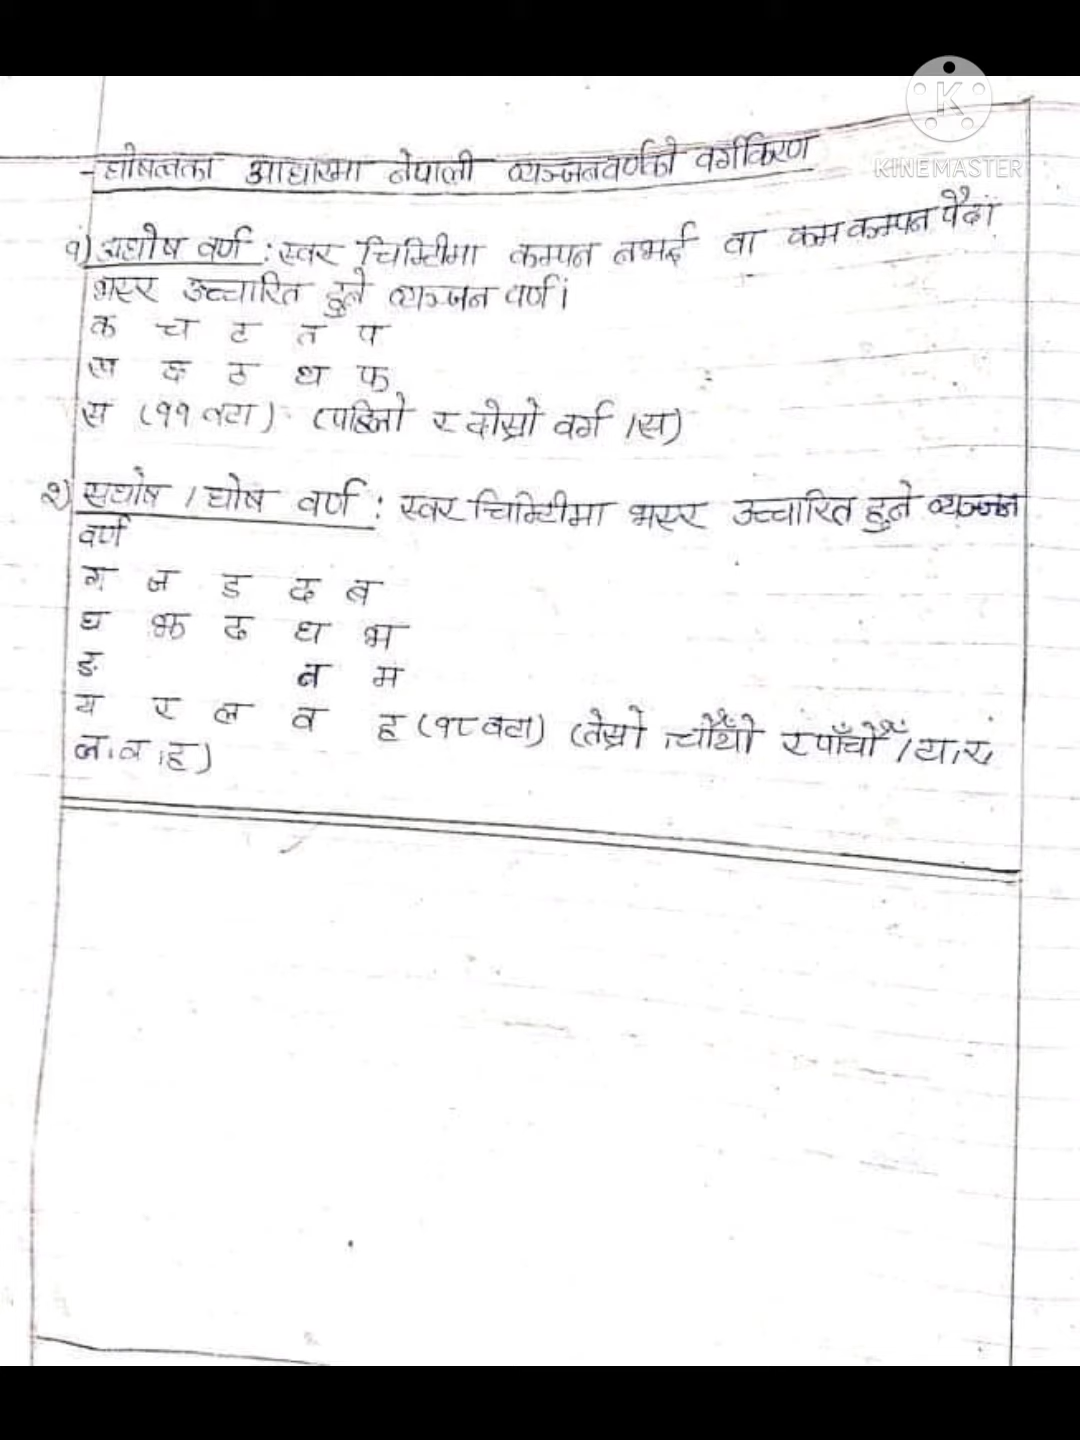 K
KINEMASTER
- घोषत्वका आधारमा नेपाली व्यञ्जनवर्णको वर्गीकरण
१) अघोष वर्ण : स्वर चिम्टीमा कम्पन नभई वा कम कम्पन पैदा
भएर उच्चारित हुने व्यञ्जन वर्ण।
क च ट त प
ख छ ठ थ फ
स (११ वटा) (पहिलो र दोस्रो वर्ग /स)
२) सघोष / घोष वर्ण : स्वर चिम्टीमा भएर उच्चारित हुने व्यञ्जन
वर्ण
ग ज ड द ब
घ झ ढ ध भ
ङ न म
य र ल व ह (१८ वटा) (तेस्रो, चौथो र पाँचौँ / य, र,
ल, व, ह)